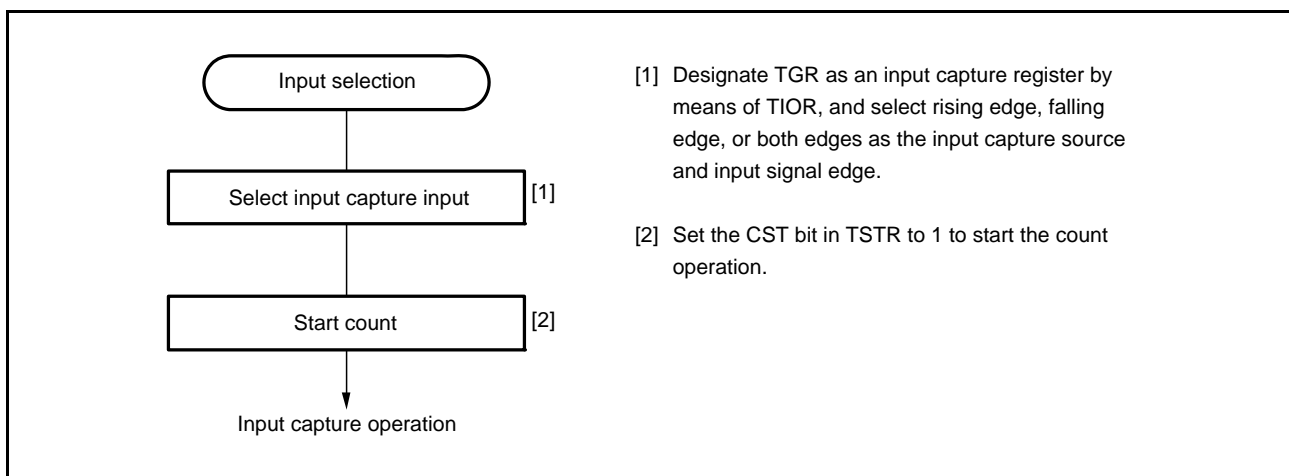 Input selection
Select input capture input
[1]
Start count
[2]
Input capture operation
[1] Designate TGR as an input capture register by
means of TIOR, and select rising edge, falling
edge, or both edges as the input capture source
and input signal edge.
[2] Set the CST bit in TSTR to 1 to start the count
operation.